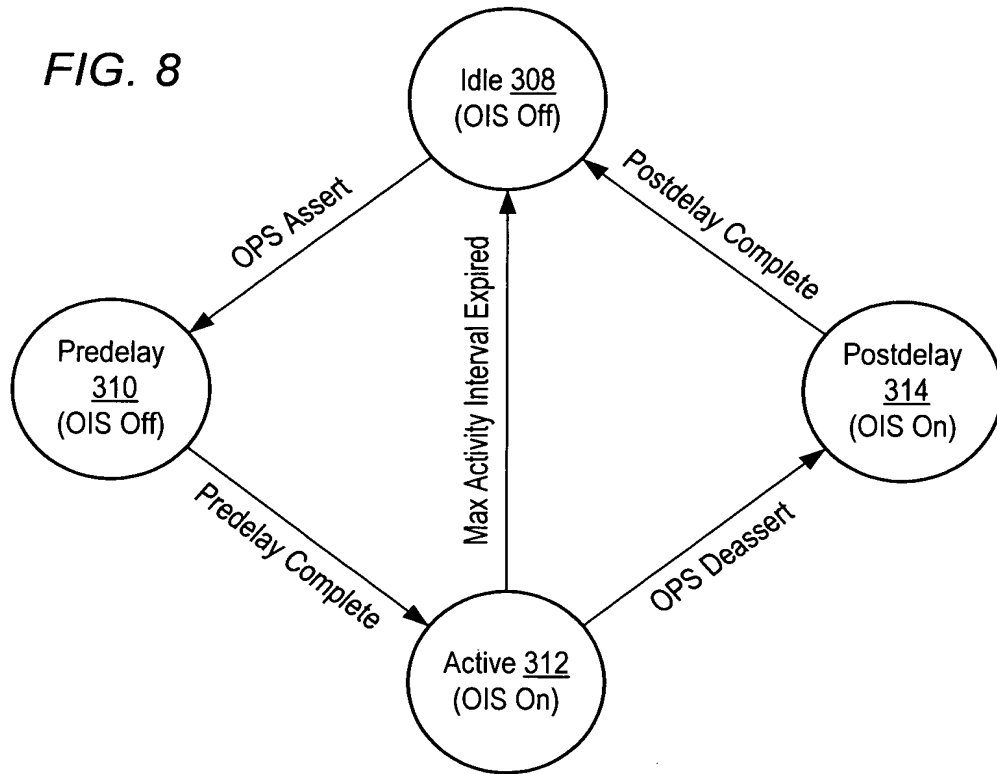 FIG. 8
Idle 308
(OIS Off)
OPS Assert
Postdelay Complete
Max Activity Interval Expired
Predelay
310
(OIS Off)
Postdelay
314
(OIS On)
Predelay Complete
OPS Deassert
Active 312
(OIS On)